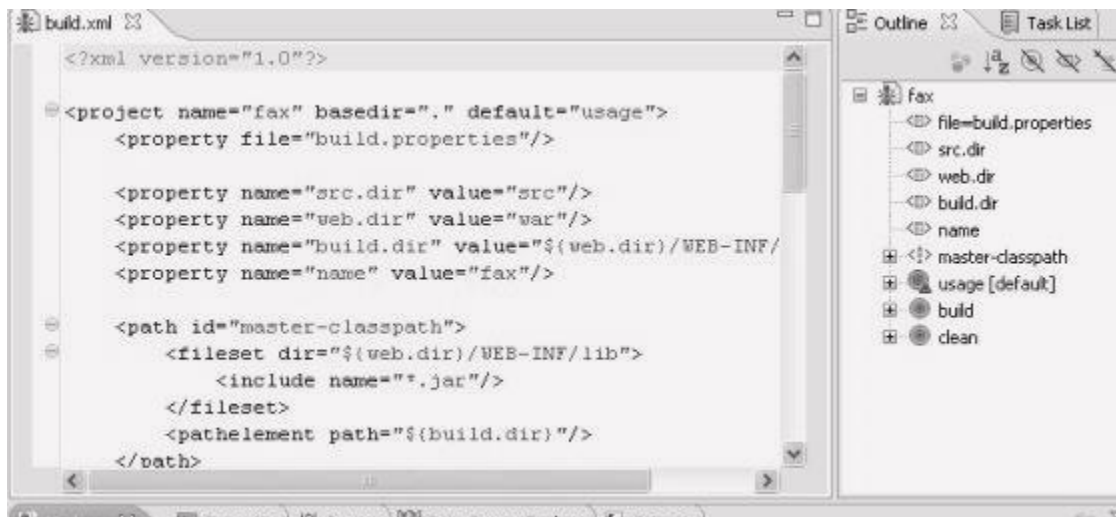 build.xml
<?xml version="1.0"?>
<project name="fax" basedir="." default="usage">
<property file="build.properties"/>
<property name="src.dir" value="src"/>
<property name="web.dir" value="war"/>
<property name="build.dir" value="${web.dir}/WEB-INF/
<property name="name" value="fax"/>
<path id="master-classpath">
<fileset dir="${web.dir}/WEB-INF/lib">
<include name="*.jar"/>
</fileset>
<pathelement path="${build.dir}"/>
</path>
Outline
Task List
fax
file=build.properties
src.dir
web.dir
build.dir
name
master-classpath
usage [default]
build
clean